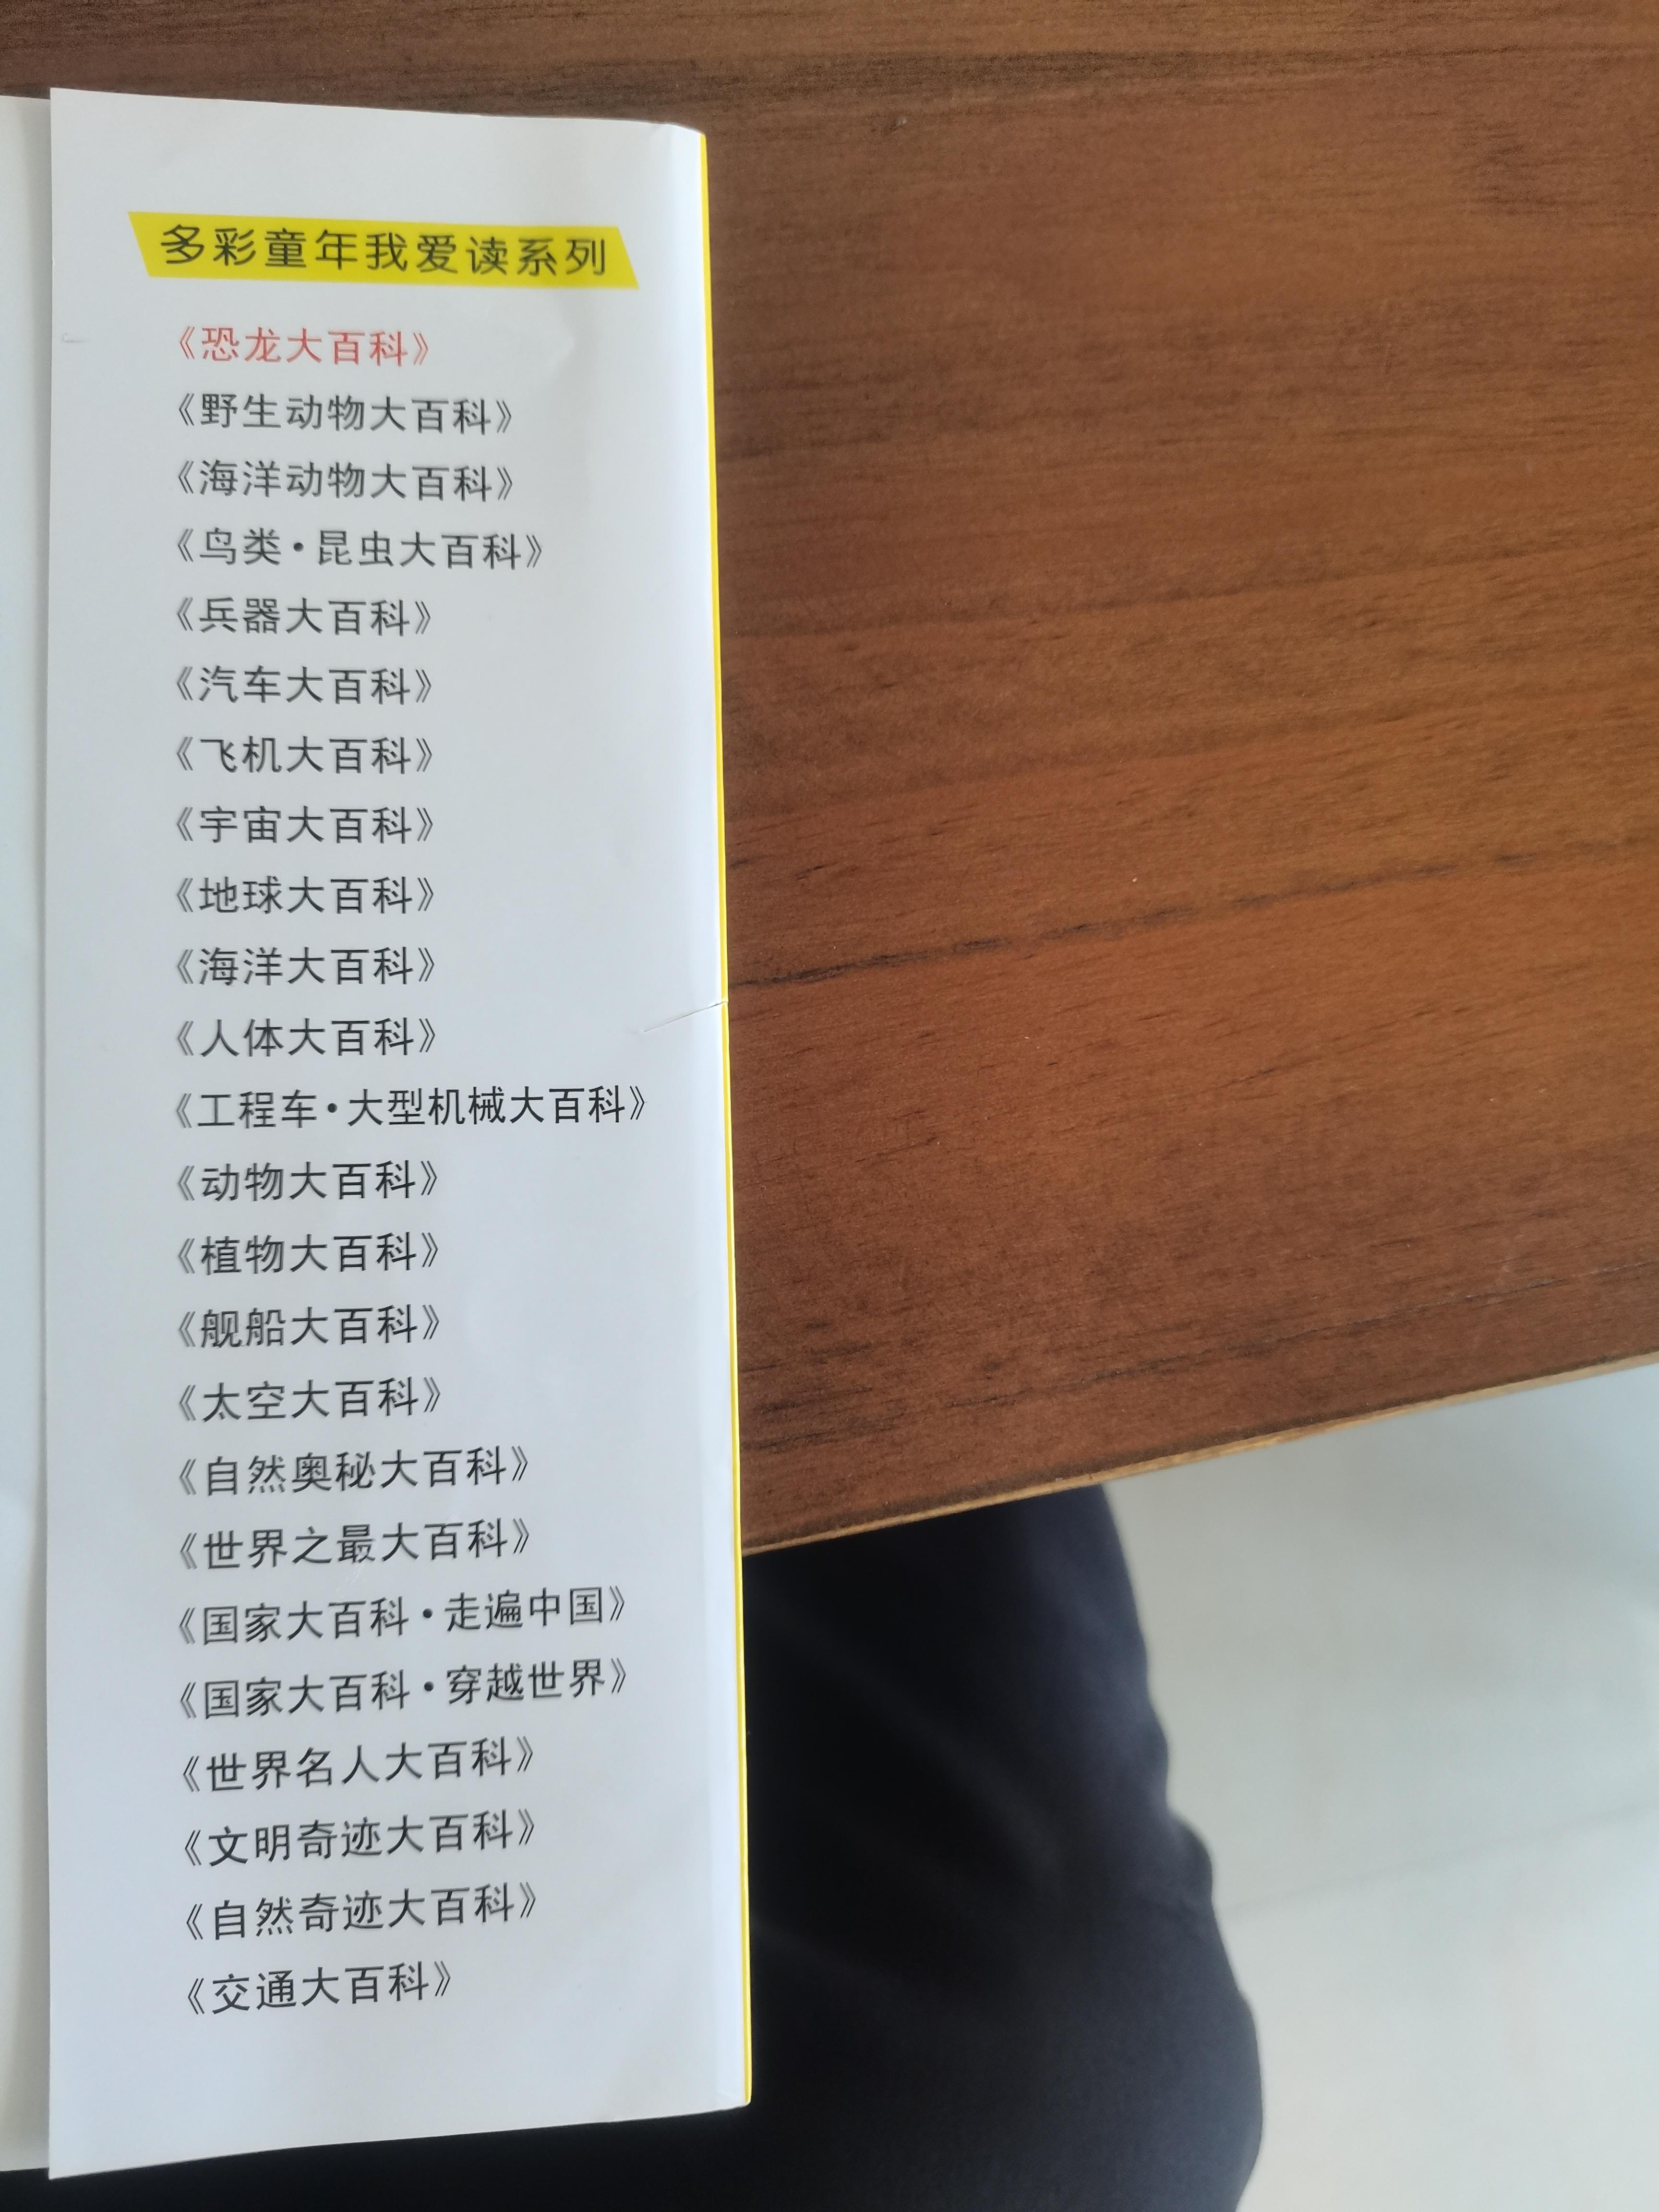 多彩童年我爱读系列
《恐龙大百科》
《野生动物大百科》
《海洋动物大百科》
《鸟类·昆虫大百科》
《兵器大百科》
《汽车大百科》
《飞机大百科》
《宇宙大百科》
《地球大百科》
《海洋大百科》
《人体大百科》
《工程车·大型机械大百科》
《动物大百科》
《植物大百科》
《舰船大百科》
《太空大百科》
《自然奥秘大百科》
《世界之最大百科》
《国家大百科·走遍中国》
《国家大百科·穿越世界》
《世界名人大百科》
《文明奇迹大百科》
《自然奇迹大百科》
《交通大百科》